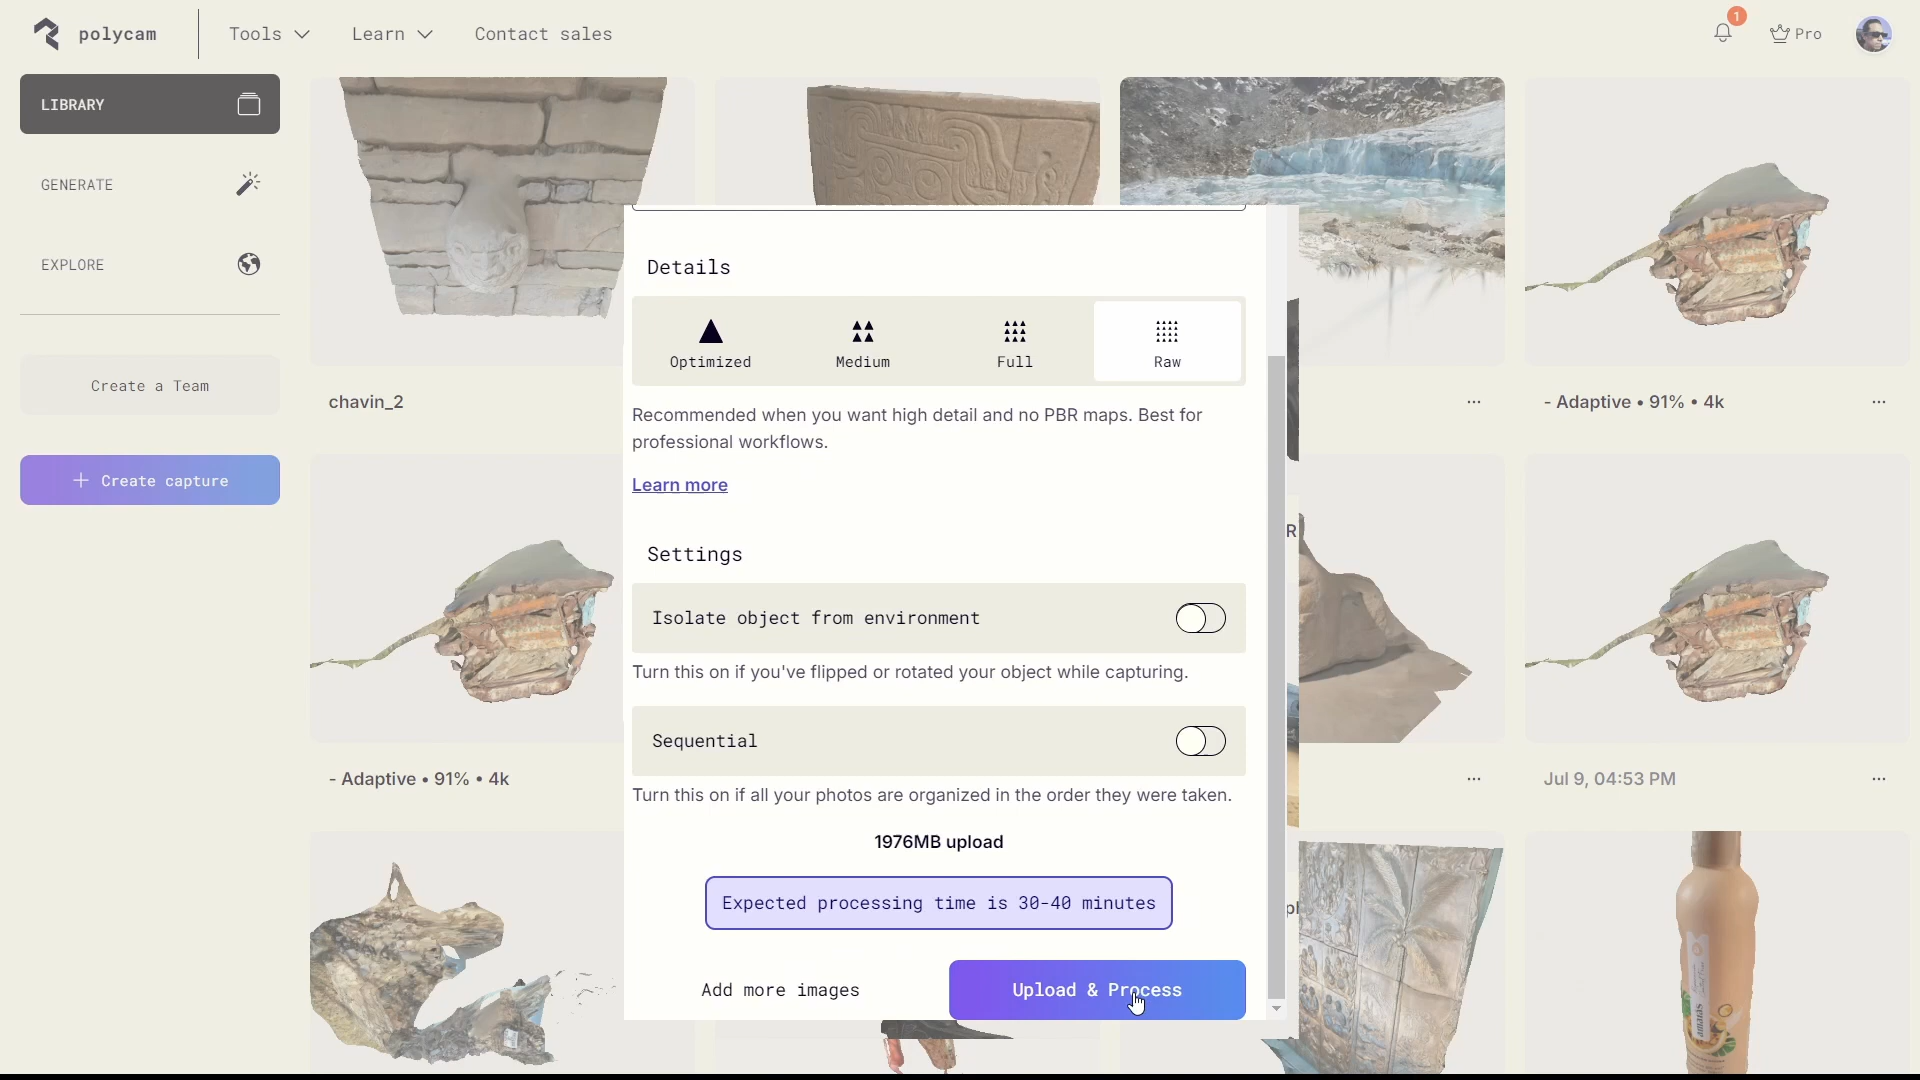 polycam
Tools
Learn
Contact sales
1
Pro
LIBRARY
GENERATE
EXPLORE
Create a Team
+ Create capture
chavin_2
- Adaptive • 91% • 4k
- Adaptive • 91% • 4k
Jul 9, 04:53 PM
Details
Optimized
Medium
Full
Raw
Recommended when you want high detail and no PBR maps. Best for
professional workflows.
Learn more
Settings
Isolate object from environment
Turn this on if you've flipped or rotated your object while capturing.
Sequential
Turn this on if all your photos are organized in the order they were taken.
1976MB upload
Expected processing time is 30-40 minutes
Add more images
Upload & Process